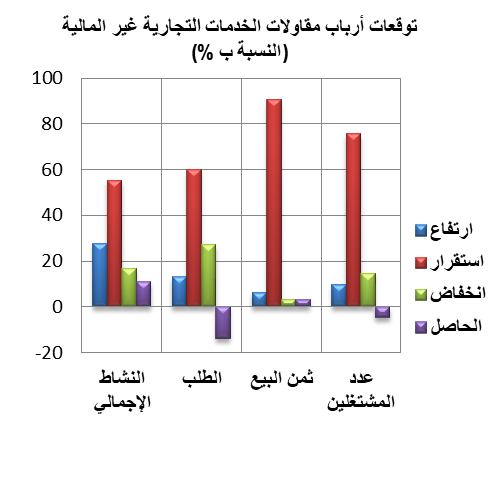 توقعات أرباب مقاولات الخدمات التجارية غير المالية
(النسبة ب %)
100
80
60
40
20
0
-20
ارتفاع
استقرار
انخفاض
الحاصل
النشاط
الإجمالي
الطلب
ثمن البيع
عدد
المشتغلين